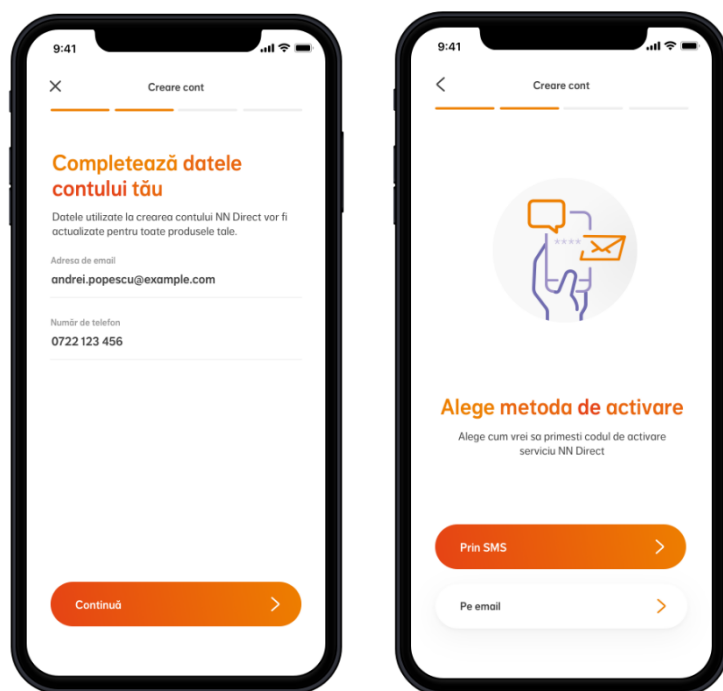 9:41
Creare cont
Completează datele
contului tău
Datele utilizate la crearea contului NN Direct vor fi
actualizate pentru toate produsele tale.
Adresa de email
andrei.popescu@example.com
Număr de telefon
0722 123 456
Continuă
9:41
Creare cont
****
Alege metoda de activare
Alege cum vrei sa primesti codul de activare
serviciu NN Direct
Prin SMS
Pe email